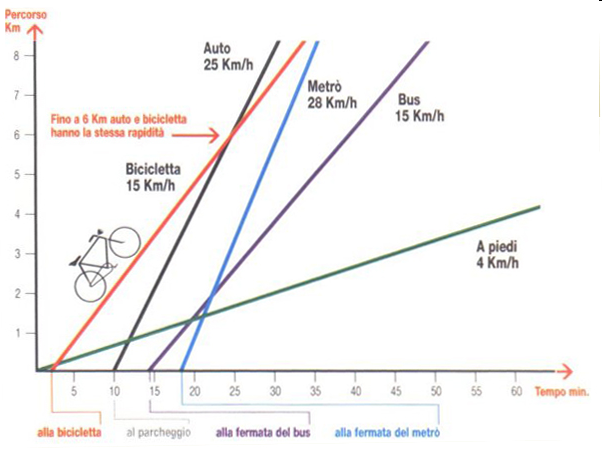 Percorso
Km
8
7
6
5
4
3
2
1
Auto
25 Km/h
Metrò
28 Km/h
Bus
15 Km/h
Fino a 6 Km auto e bicicletta
hanno la stessa rapidità
Bicicletta
15 Km/h
A piedi
4 Km/h
5 10 15 20 25 30 35 40 45 50 55 60 Tempo min.
alla bicicletta al parcheggio alla fermata del bus alla fermata del metrò